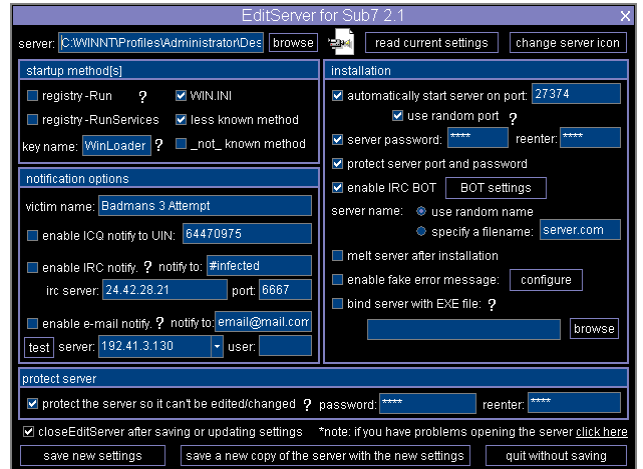 EditServer for Sub7 2.1 X
server: C:\WINNT\Profiles\Administrator\Des browse read current settings change server icon
startup method[s]
registry -Run ? WIN.INI
registry -RunServices less known method
key name: WinLoader ? _not_ known method
notification options
victim name: Badmans 3 Attempt
enable ICQ notify to UIN: 64470975
enable IRC notify. ? notify to: #infected
irc server: 24.42.28.21 port: 6667
enable e-mail notify. ? notify to: email@mail.com
test server: 192.41.3.130 user:
installation
automatically start server on port: 27374
use random port ?
server password: **** reenter: ****
protect server port and password
enable IRC BOT BOT settings
server name: use random name
specify a filename: server.com
melt server after installation
enable fake error message: configure
bind server with EXE file: ?
browse
protect server
protect the server so it can't be edited/changed ? password: **** reenter: ****
closeEditServer after saving or updating settings *note: if you have problems opening the server click here
save new settings save a new copy of the server with the new settings quit without saving